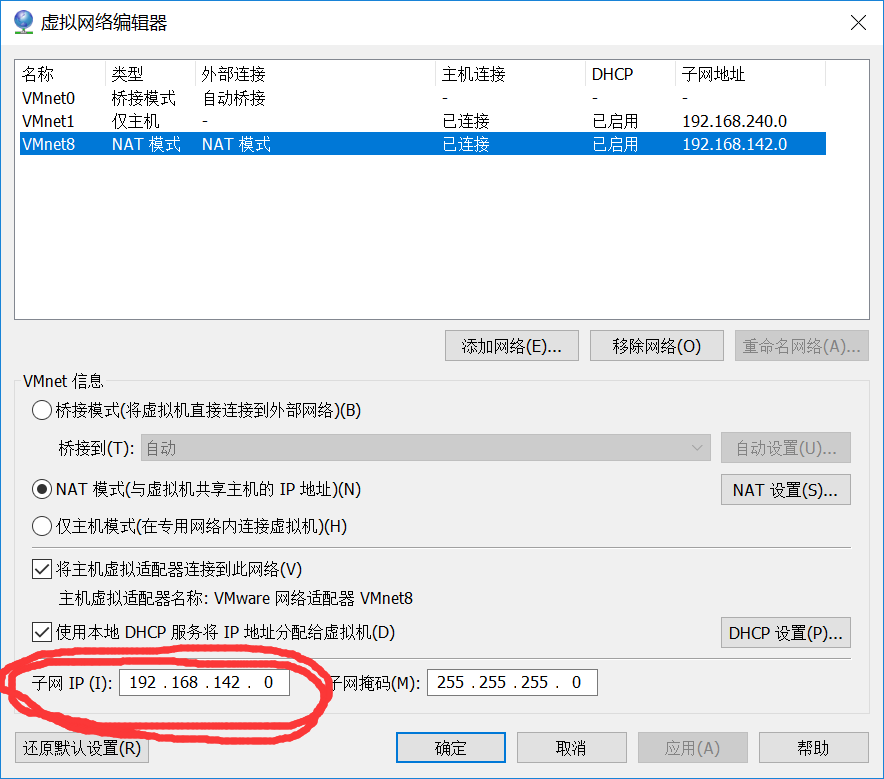 虚拟网络编辑器
名称 类型 外部连接 主机连接 DHCP 子网地址
VMnet0 桥接模式 自动桥接 - - -
VMnet1 仅主机 - 已连接 已启用 192.168.240.0
VMnet8 NAT 模式 NAT 模式 已连接 已启用 192.168.142.0
添加网络(E)... 移除网络(O) 重命名网络(A)...
VMnet 信息
桥接模式(将虚拟机直接连接到外部网络)(B)
桥接到(T): 自动 自动设置(U)...
NAT 模式(与虚拟机共享主机的 IP 地址)(N) NAT 设置(S)...
仅主机模式(在专用网络内连接虚拟机)(H)
将主机虚拟适配器连接到此网络(V)
主机虚拟适配器名称: VMware 网络适配器 VMnet8
使用本地 DHCP 服务将 IP 地址分配给虚拟机(D) DHCP 设置(P)...
子网 IP (I): 192 . 168 . 142 . 0 子网掩码(M): 255 . 255 . 255 . 0
还原默认设置(R) 确定 取消 应用(A) 帮助